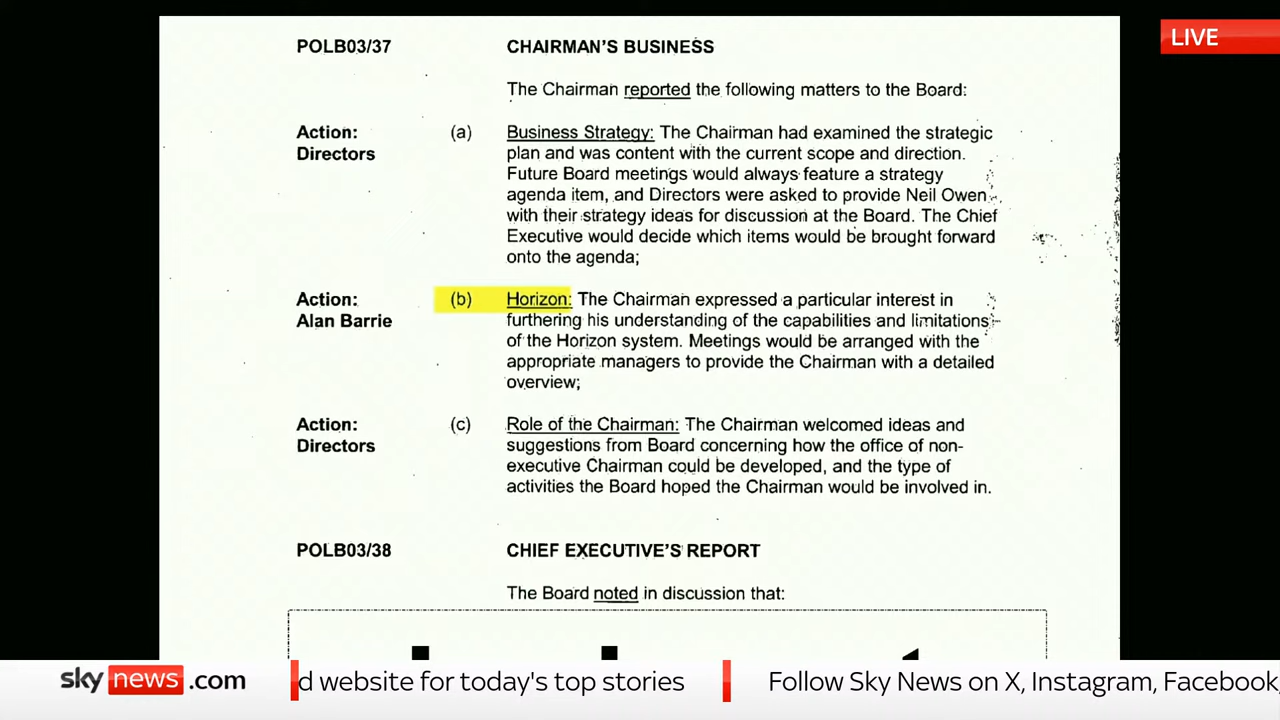 LIVE
POLB03/37 CHAIRMAN'S BUSINESS
The Chairman reported the following matters to the Board:
Action: (a) Business Strategy: The Chairman had examined the strategic
Directors plan and was content with the current scope and direction.
Future Board meetings would always feature a strategy
agenda item, and Directors were asked to provide Neil Owen
with their strategy ideas for discussion at the Board. The Chief
Executive would decide which items would be brought forward
onto the agenda;
Action: (b) Horizon: The Chairman expressed a particular interest in
Alan Barrie furthering his understanding of the capabilities and limitations
of the Horizon system. Meetings would be arranged with the
appropriate managers to provide the Chairman with a detailed
overview;
Action: (c) Role of the Chairman: The Chairman welcomed ideas and
Directors suggestions from Board concerning how the office of non-
executive Chairman could be developed, and the type of
activities the Board hoped the Chairman would be involved in.
POLB03/38 CHIEF EXECUTIVE'S REPORT
The Board noted in discussion that:
sky news .com d website for today's top stories Follow Sky News on X, Instagram, Facebook,